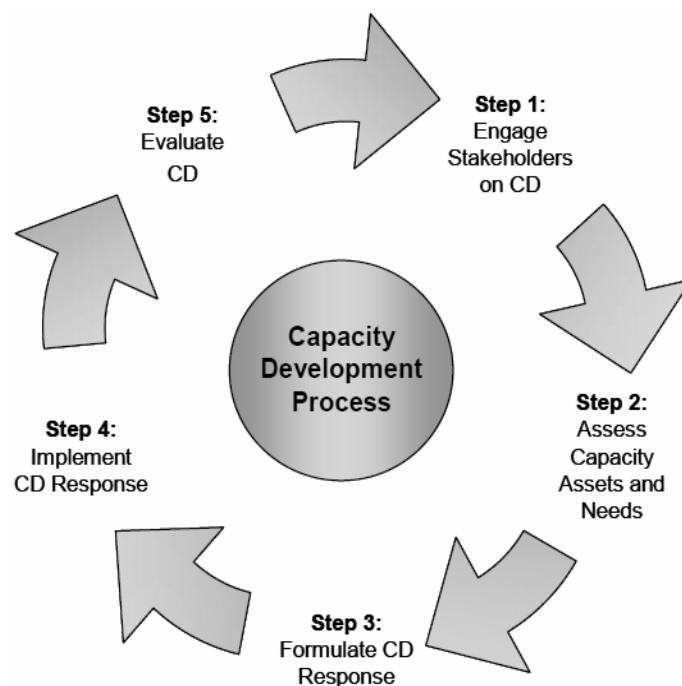 Step 1:
Engage
Stakeholders
on CD
Step 2:
Assess
Capacity
Assets and
Needs
Step 3:
Formulate CD
Response
Step 4:
Implement
CD Response
Step 5:
Evaluate
CD
Capacity
Development
Process